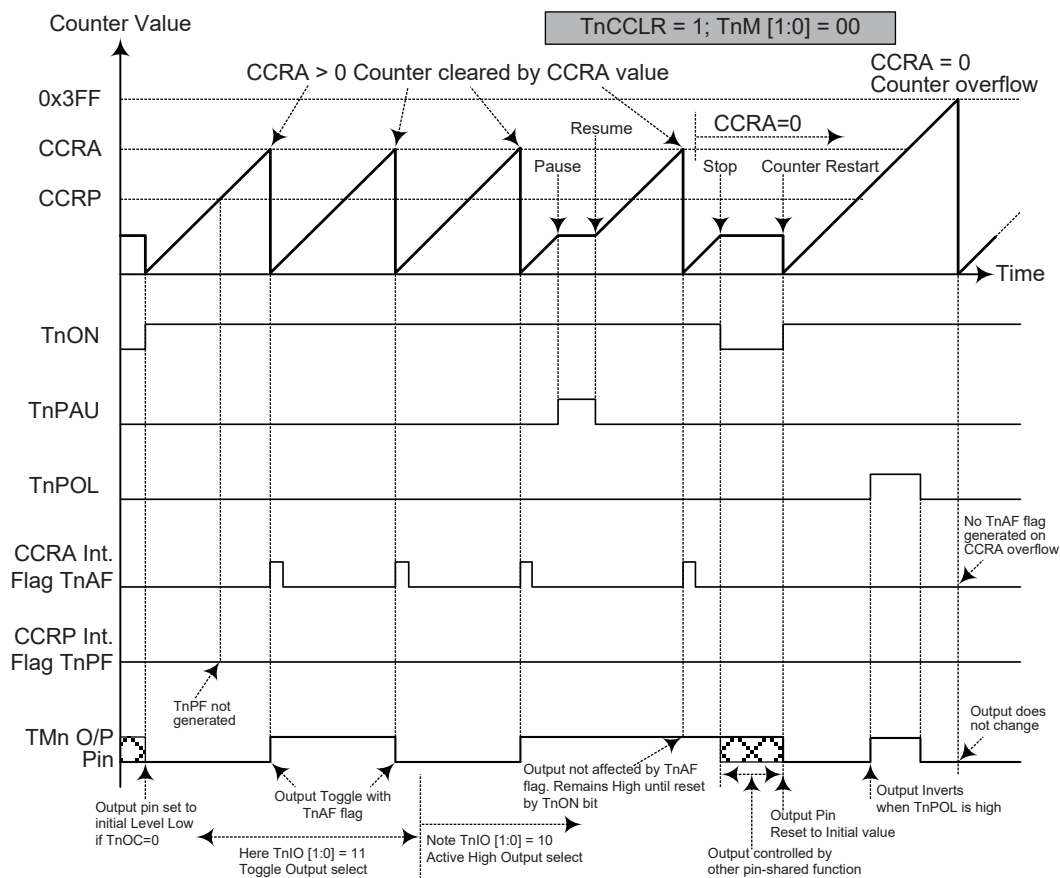 Counter Value
TnCCLR = 1; TnM [1:0] = 00
CCRA > 0 Counter cleared by CCRA value
CCRA = 0
Counter overflow
0x3FF
CCRA
CCRP
Resume
CCRA=0
Pause
Stop
Counter Restart
Time
TnON
TnPAU
TnPOL
No TnAF flag
generated on
CCRA overflow
CCRA Int.
Flag TnAF
CCRP Int.
Flag TnPF
TnPF not
generated
TMn O/P
Pin
Output does
not change
Output pin set to
initial Level Low
if TnOC=0
Output Toggle with
TnAF flag
Output not affected by TnAF
flag. Remains High until reset
by TnON bit
Output Inverts
when TnPOL is high
Output Pin
Reset to Initial value
Here TnIO [1:0] = 11
Toggle Output select
Note TnIO [1:0] = 10
Active High Output select
Output controlled by
other pin-shared function